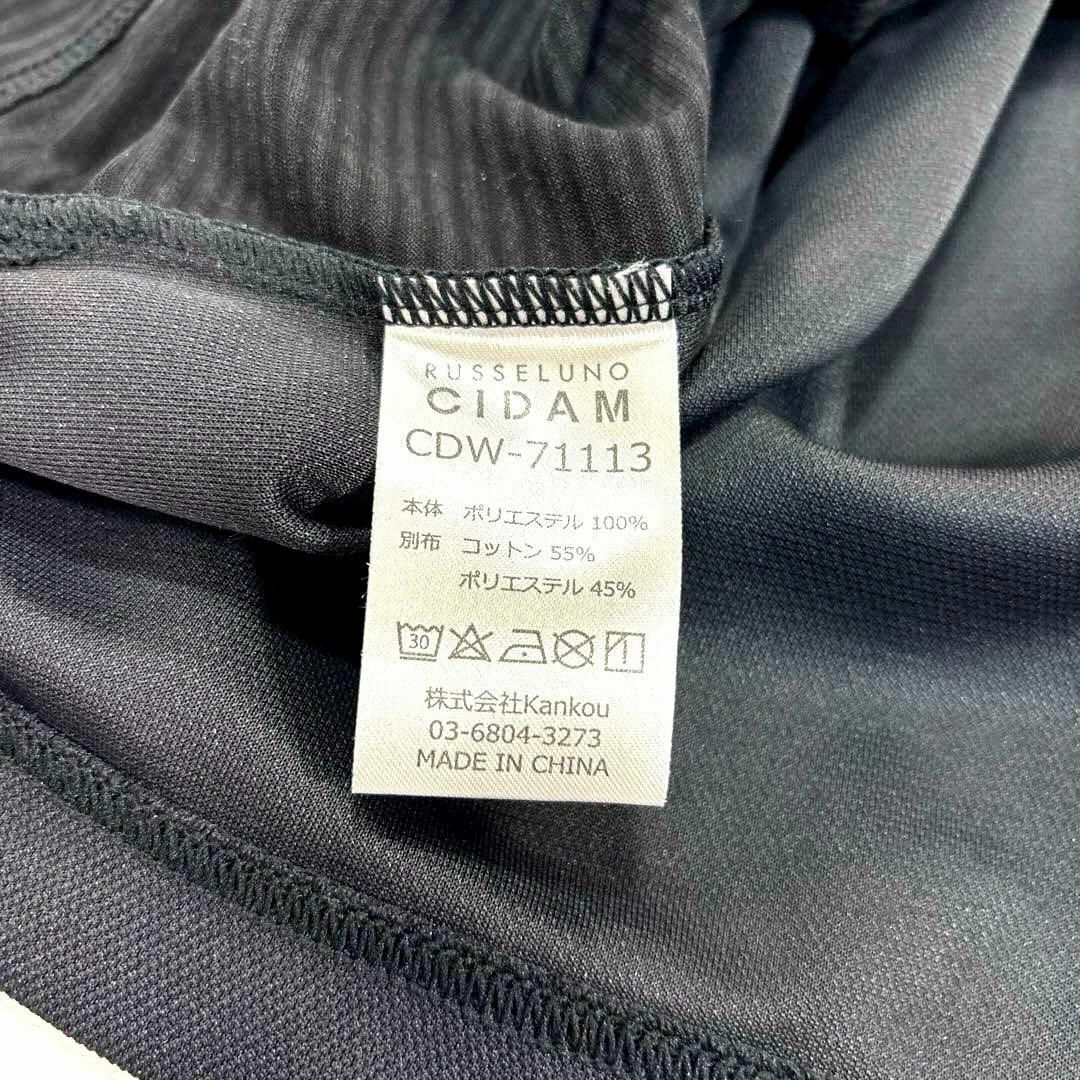 RUSSELUNO
CIDAM
CDW-71113
本体 ポリエステル 100%
別布 コットン 55%
ポリエステル 45%
30
株式会社Kankou
03-6804-3273
MADE IN CHINA